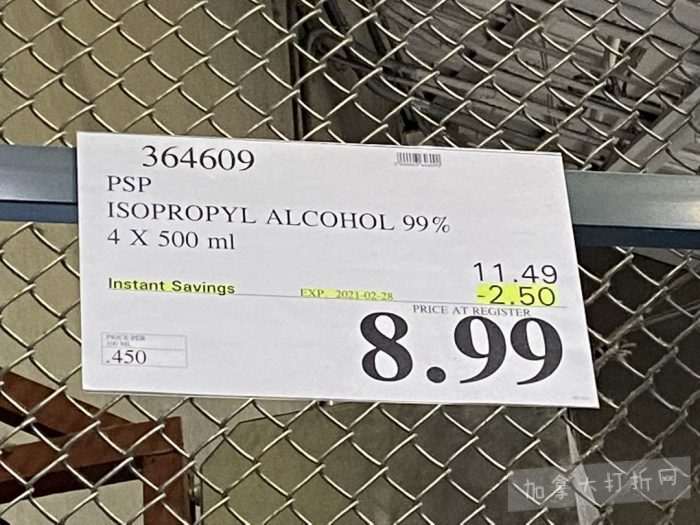 364609
PSP
ISOPROPYL ALCOHOL 99%
4 X 500 ml
11.49
Instant Savings EXP. 2021-02-28 -2.50
PRICE AT REGISTER
8.99
PRICE PER
100 ML
.450
加拿大打折网